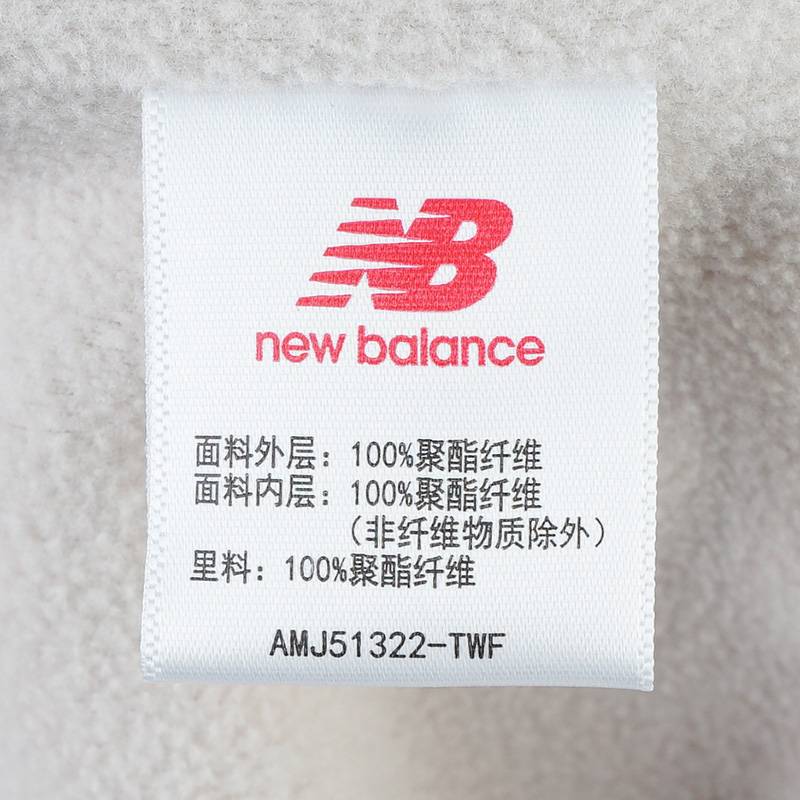 NB
new balance
面料外层：100%聚酯纤维
面料内层：100%聚酯纤维
（非纤维物质除外）
里料：100%聚酯纤维
AMJ51322-TWF